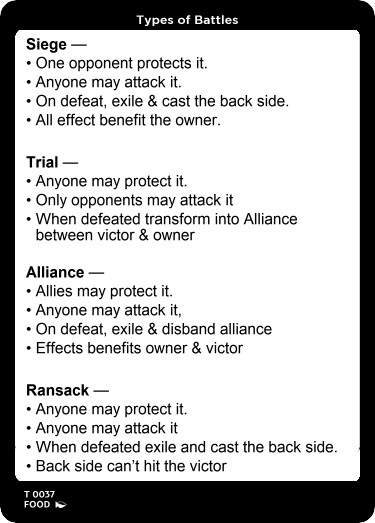 Types of Battles
Siege —
• One opponent protects it.
• Anyone may attack it.
• On defeat, exile & cast the back side.
• All effect benefit the owner.
Trial —
• Anyone may protect it.
• Only opponents may attack it
• When defeated transform into Alliance
between victor & owner
Alliance —
• Allies may protect it.
• Anyone may attack it,
• On defeat, exile & disband alliance
• Effects benefits owner & victor
Ransack —
• Anyone may protect it.
• Anyone may attack it
• When defeated exile and cast the back side.
• Back side can't hit the victor
T 0037
FOOD